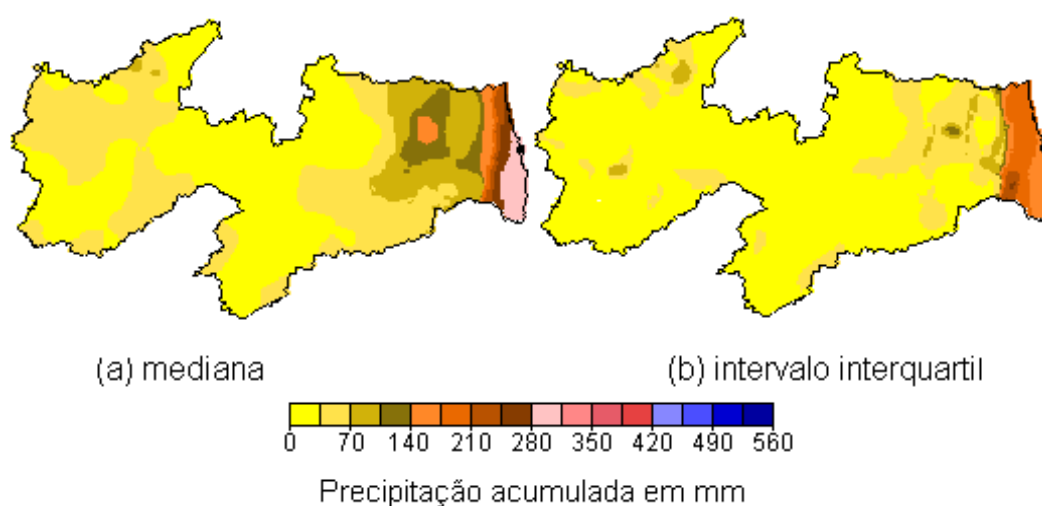 (a) mediana
(b) intervalo interquartil
0 70 140 210 280 350 420 490 560
Precipitação acumulada em mm